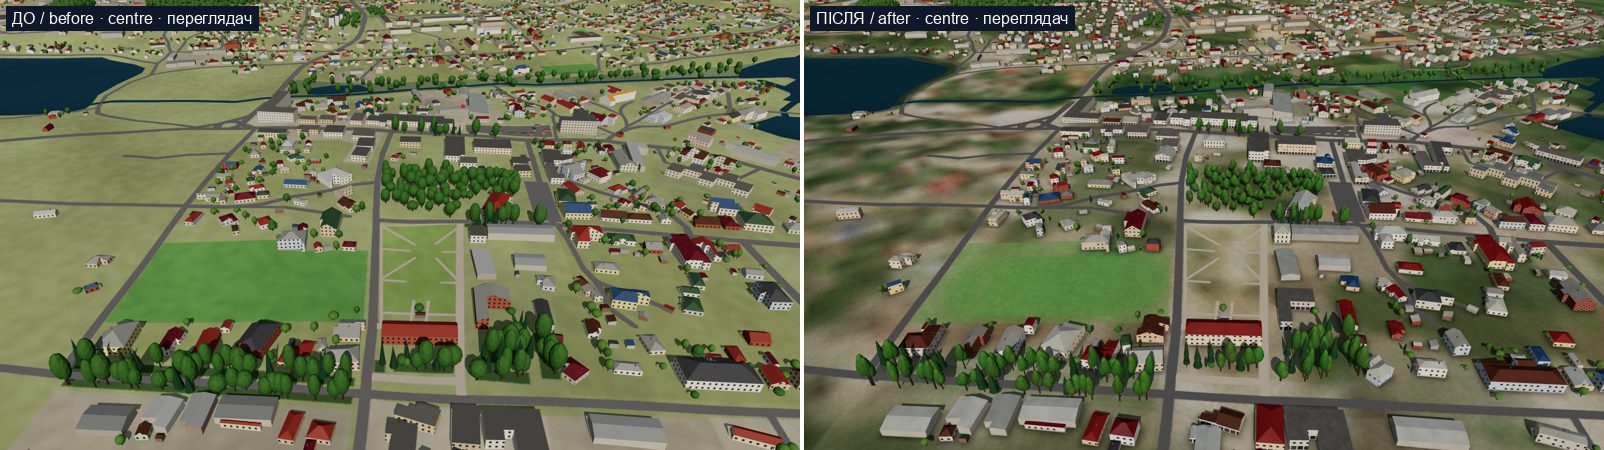 ДО / before · centre · переглядач
ПІСЛЯ / after · centre · переглядач